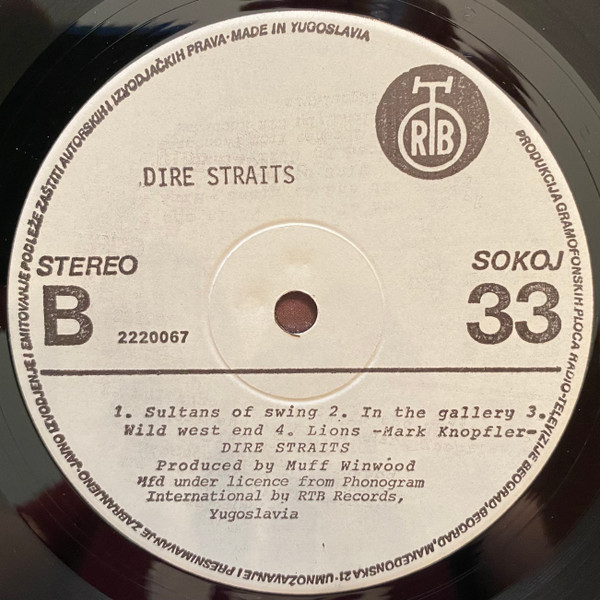 JAVNO IZVODJENJE I EMITOVANJE PODLEŽE ZAŠTITI AUTORSKIH I IZVODJAČKIH PRAVA·MADE IN YUGOSLAVIA
PRODUKCIJA GRAMOFONSKIH PLOČA RADIO-TELEVIZIJE BEOGRAD, BEOGRAD, MAKEDONSKA 21·UMNOŽAVANJE I PRESNIMAVANJE ZABRANJENO·
RTB
DIRE STRAITS
STEREO
SOKOJ
B
33
2220067
1. Sultans of swing 2. In the gallery 3.
Wild west end 4. Lions -Mark Knopfler-
DIRE STRAITS
Produced by Muff Winwood
Mfd under licence from Phonogram
International by RTB Records,
Yugoslavia